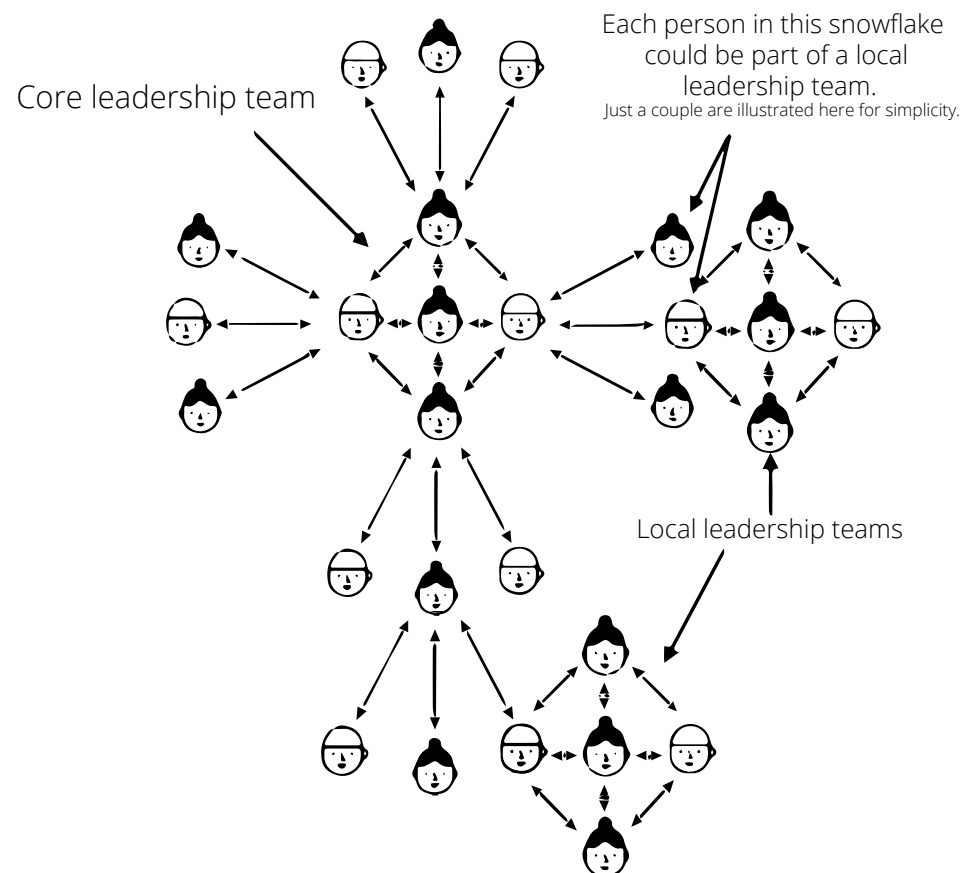 Core leadership team
Each person in this snowflake
could be part of a local
leadership team.
Just a couple are illustrated here for simplicity.
Local leadership teams